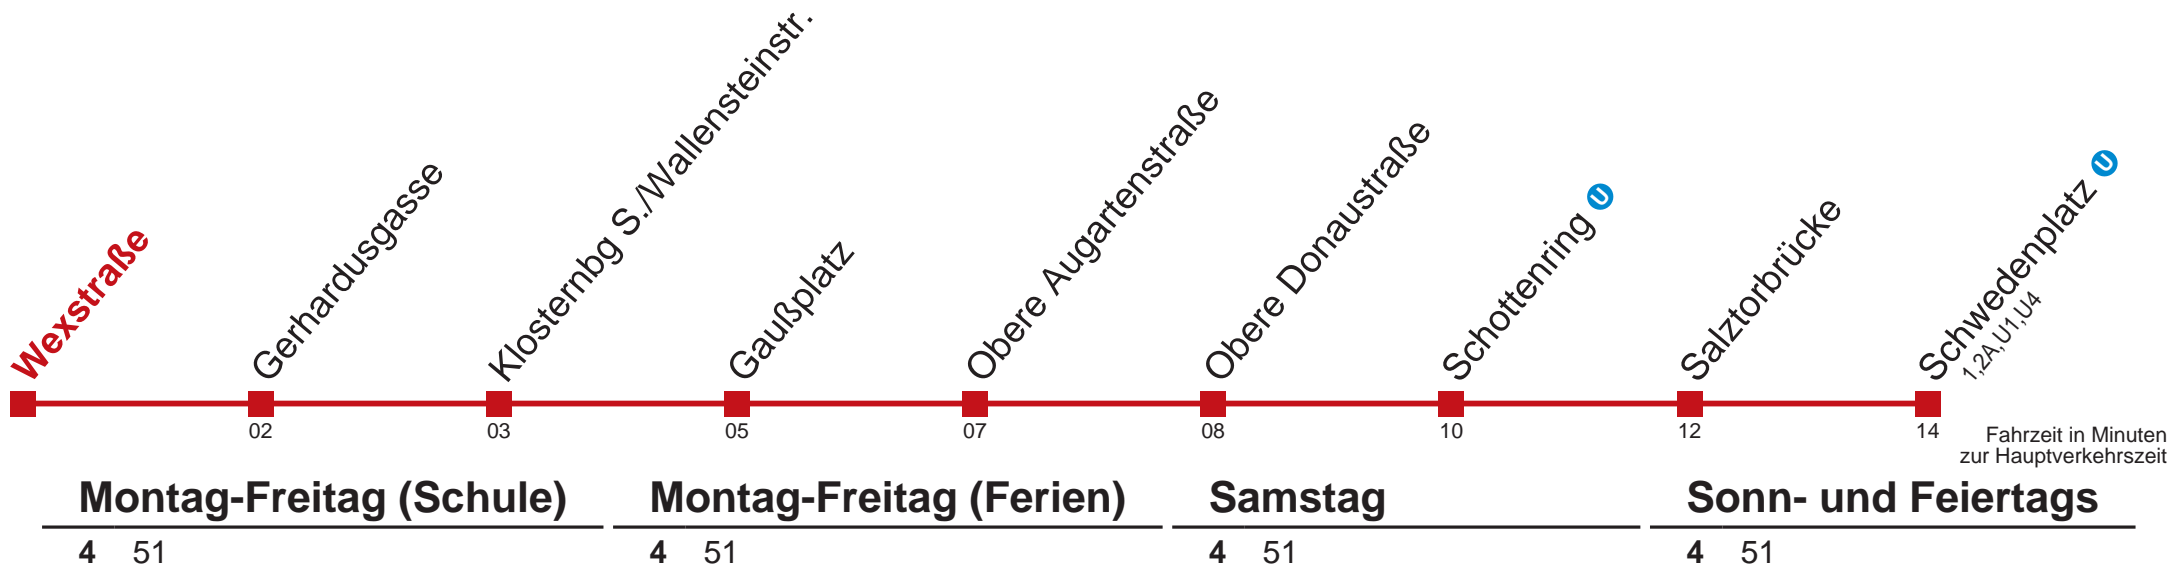 Wexstraße
Gerhardusgasse
Klosternbg S./Wallensteinstr.
Gaußplatz
Obere Augartenstraße
Obere Donaustraße
Schottenring U
Salztorbrücke
Schwedenplatz U
1,2A,U1,U4
02 03 05 07 08 10 12 14
Fahrzeit in Minuten
zur Hauptverkehrszeit
Montag-Freitag (Schule) Montag-Freitag (Ferien) Samstag Sonn- und Feiertags
4 51 4 51 4 51 4 51